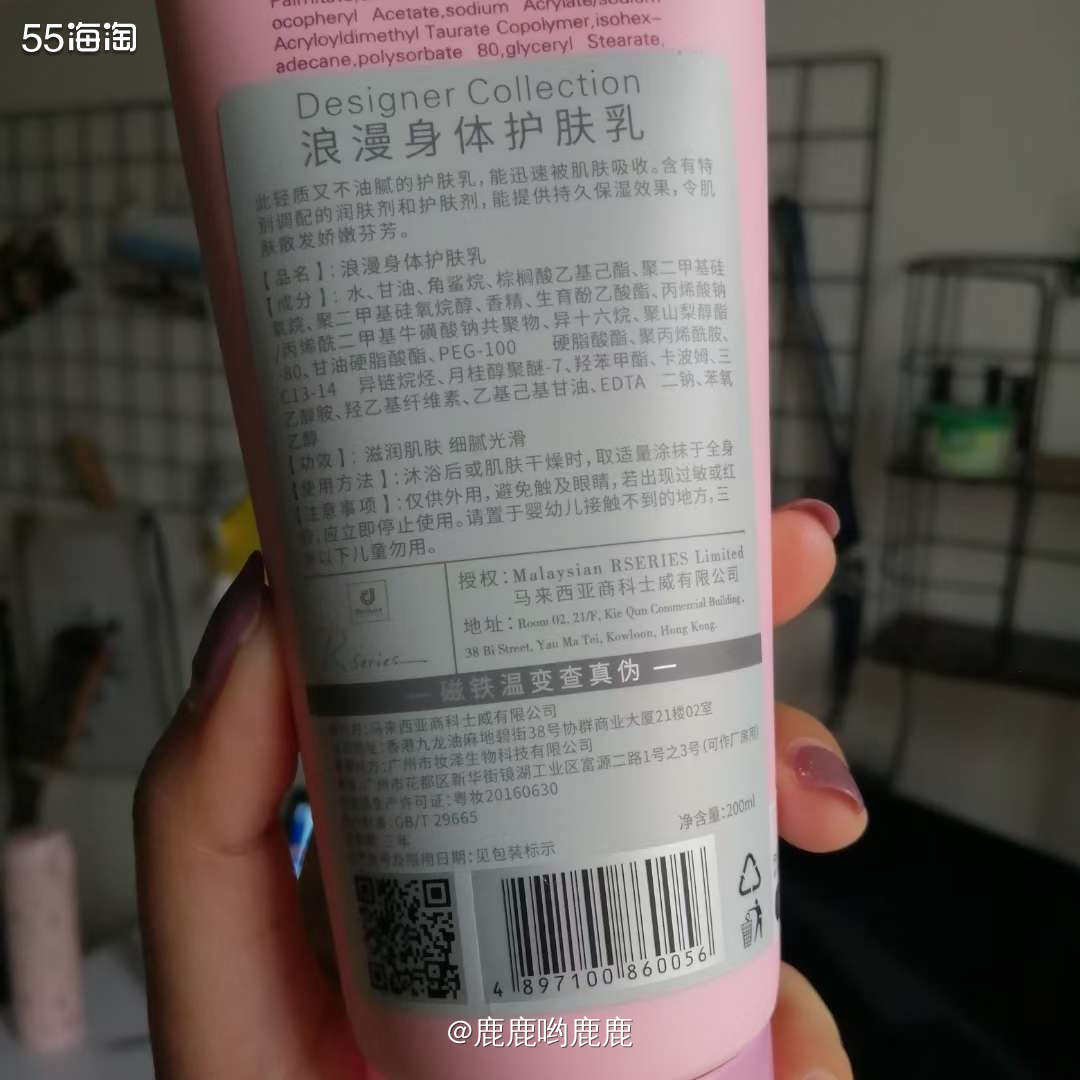 55海淘
ocopheryl Acetate,sodium Acrylate/sodium
Acryloyldimethyl Taurate Copolymer,isohex-
adecane,polysorbate 80,glyceryl Stearate,
Designer Collection
浪漫身体护肤乳
此轻质又不油腻的护肤乳,能迅速被肌肤吸收。含有特
别调配的润肤剂和护肤剂,能提供持久保湿效果,令肌
肤散发娇嫩芬芳。
【品名】:浪漫身体护肤乳
【成分】:水、甘油、角鲨烷、棕榈酸乙基己酯、聚二甲基硅
氧烷、聚二甲基硅氧烷醇、香精、生育酚乙酸酯、丙烯酸钠
/丙烯酰二甲基牛磺酸钠共聚物、异十六烷、聚山梨醇酯
-80、甘油硬脂酸酯、PEG-100 硬脂酸酯、聚丙烯酰胺、
C13-14 异链烷烃、月桂醇聚醚-7、羟苯甲酯、卡波姆、三
乙醇胺、羟乙基纤维素、乙基己基甘油、EDTA 二钠、苯氧
乙醇
【功效】:滋润肌肤 细腻光滑
【使用方法】:沐浴后或肌肤干燥时,取适量涂抹于全身
【注意事项】:仅供外用,避免触及眼睛,若出现过敏或红
应立即停止使用。请置于婴幼儿接触不到的地方,三
以下儿童勿用。
授权:Malaysian RSERIES Limited
马来西亚商科士威有限公司
地址:Room 02, 21/F, Kie Qun Commercial Building,
38 Bi Street, Yau Ma Tei, Kowloon, Hong Kong.
R series
— 磁铁温变查真伪 —
马来西亚商科士威有限公司
香港九龙油麻地碧街38号协群商业大厦21楼02室
广州市妆泽生物科技有限公司
广州市花都区新华街镜湖工业区富源二路1号之3号(可作厂房用)
生产许可证:粤妆20160630
GB/T 29665
净含量:200ml
三年
限用日期:见包装标示
4 897100 860056
@鹿鹿哟鹿鹿